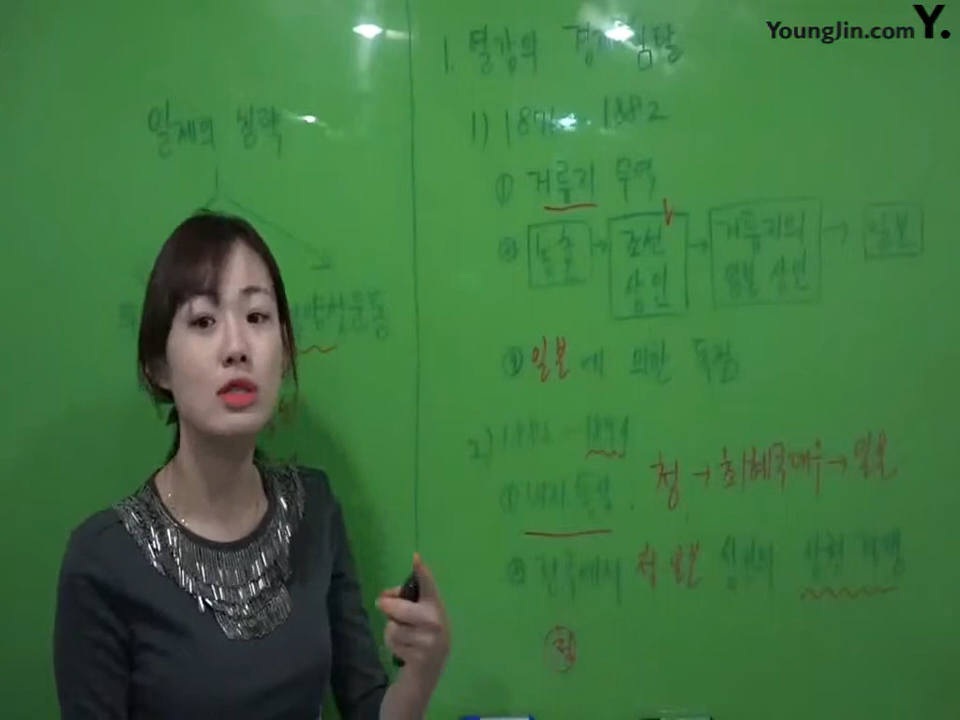 YoungJin.com Y.
일제의 침략
1. 열강의 경제 침탈
1) 1876 - 1882
① 거류지 무역
② 농촌 → 조선 상인 → 거류지의 일본 상인 → 일본
③ 일본에 의한 독점
2) 1882 - 1894
① 내지 통상 : 청 → 최혜국대우 → 일본
② 전국에서 청·일본 상인의 상권 경쟁